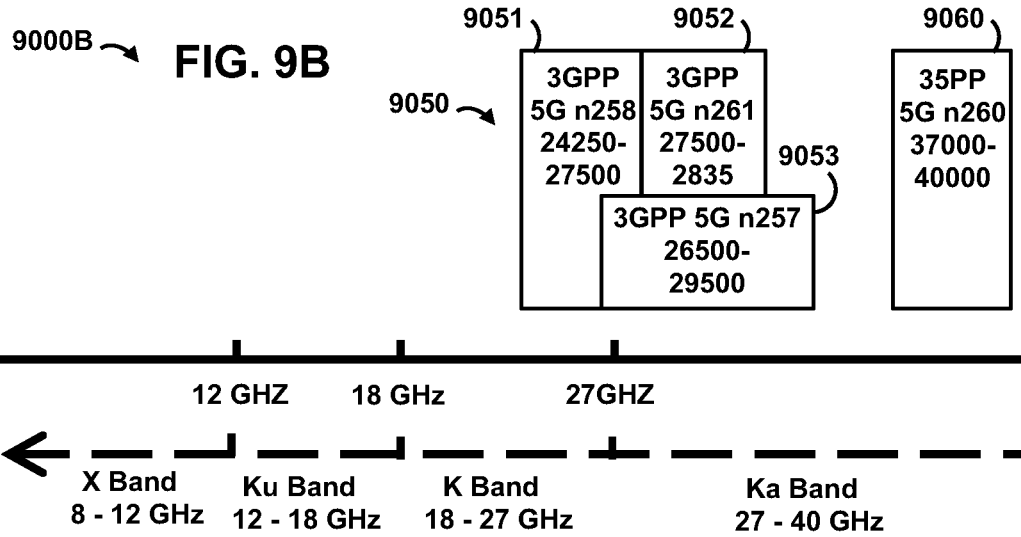 9000B
FIG. 9B
9050
9051
3GPP
5G n258
24250-
27500
9052
3GPP
5G n261
27500-
2835
9053
3GPP 5G n257
26500-
29500
9060
35PP
5G n260
37000-
40000
12 GHZ
18 GHz
27GHZ
X Band
8 - 12 GHz
Ku Band
12 - 18 GHz
K Band
18 - 27 GHz
Ka Band
27 - 40 GHz